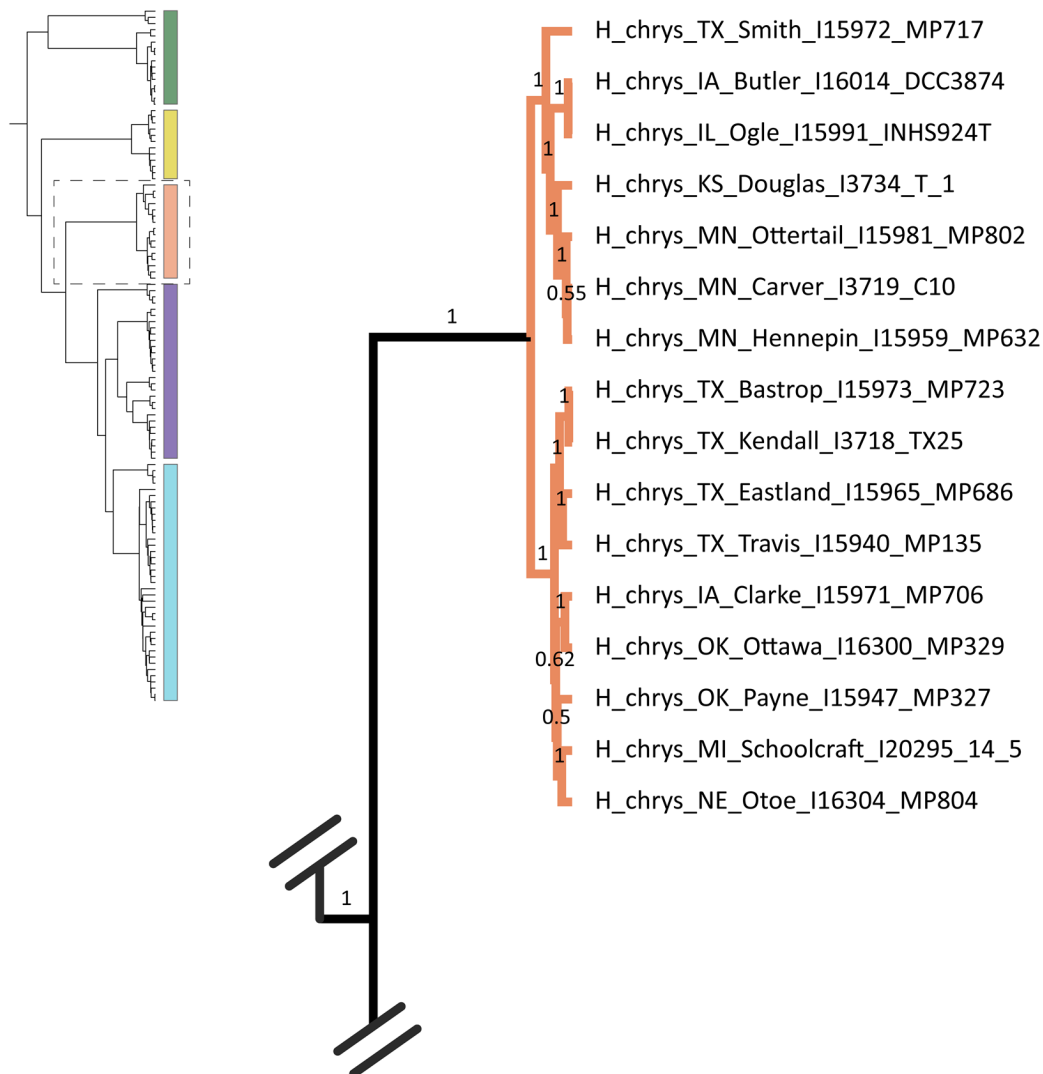 H_chrys_TX_Smith_I15972_MP717
1
1
H_chrys_IA_Butler_I16014_DCC3874
H_chrys_IL_Ogle_I15991_INHS924T
1
H_chrys_KS_Douglas_I3734_T_1
1
H_chrys_MN_Ottertail_I15981_MP802
1
H_chrys_MN_Carver_I3719_C10
0.55
1
H_chrys_MN_Hennepin_I15959_MP632
H_chrys_TX_Bastrop_I15973_MP723
1
H_chrys_TX_Kendall_I3718_TX25
1
H_chrys_TX_Eastland_I15965_MP686
1
H_chrys_TX_Travis_I15940_MP135
1
H_chrys_IA_Clarke_I15971_MP706
1
H_chrys_OK_Ottawa_I16300_MP329
0.62
H_chrys_OK_Payne_I15947_MP327
0.5
H_chrys_MI_Schoolcraft_I20295_14_5
1
H_chrys_NE_Otoe_I16304_MP804
1